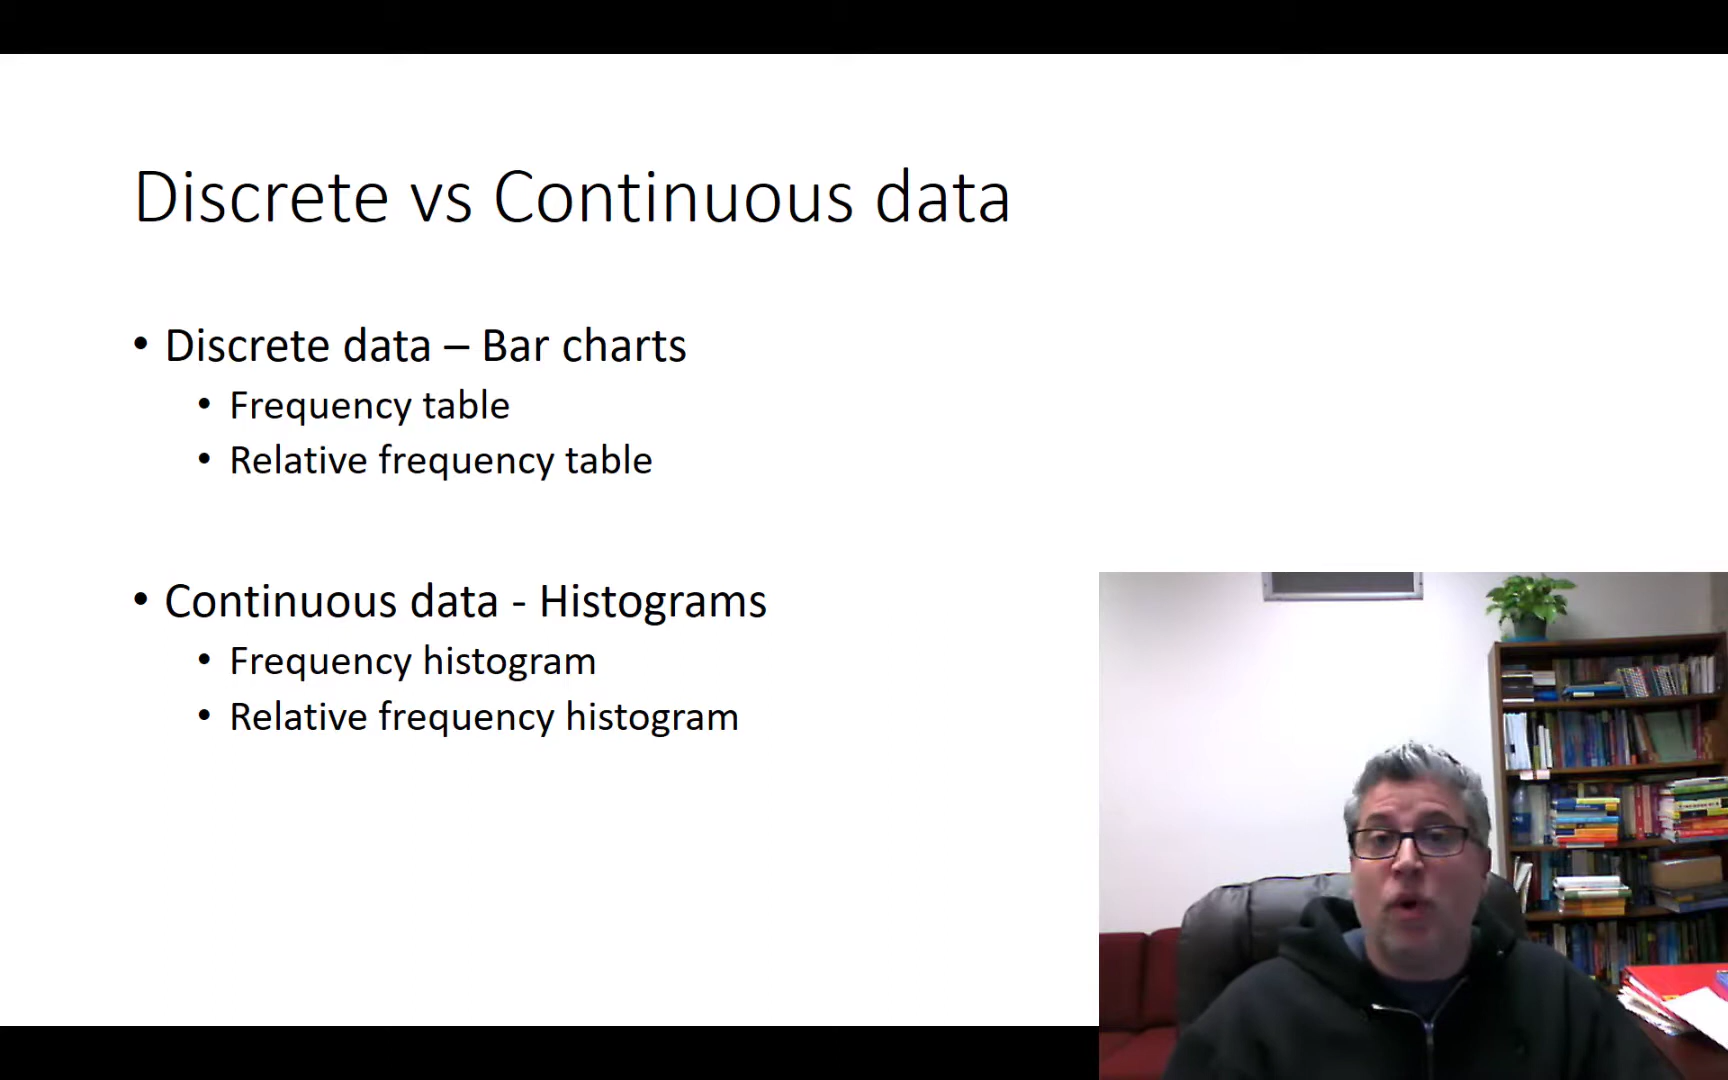 Discrete vs Continuous data
• Discrete data – Bar charts
• Frequency table
• Relative frequency table
• Continuous data - Histograms
• Frequency histogram
• Relative frequency histogram